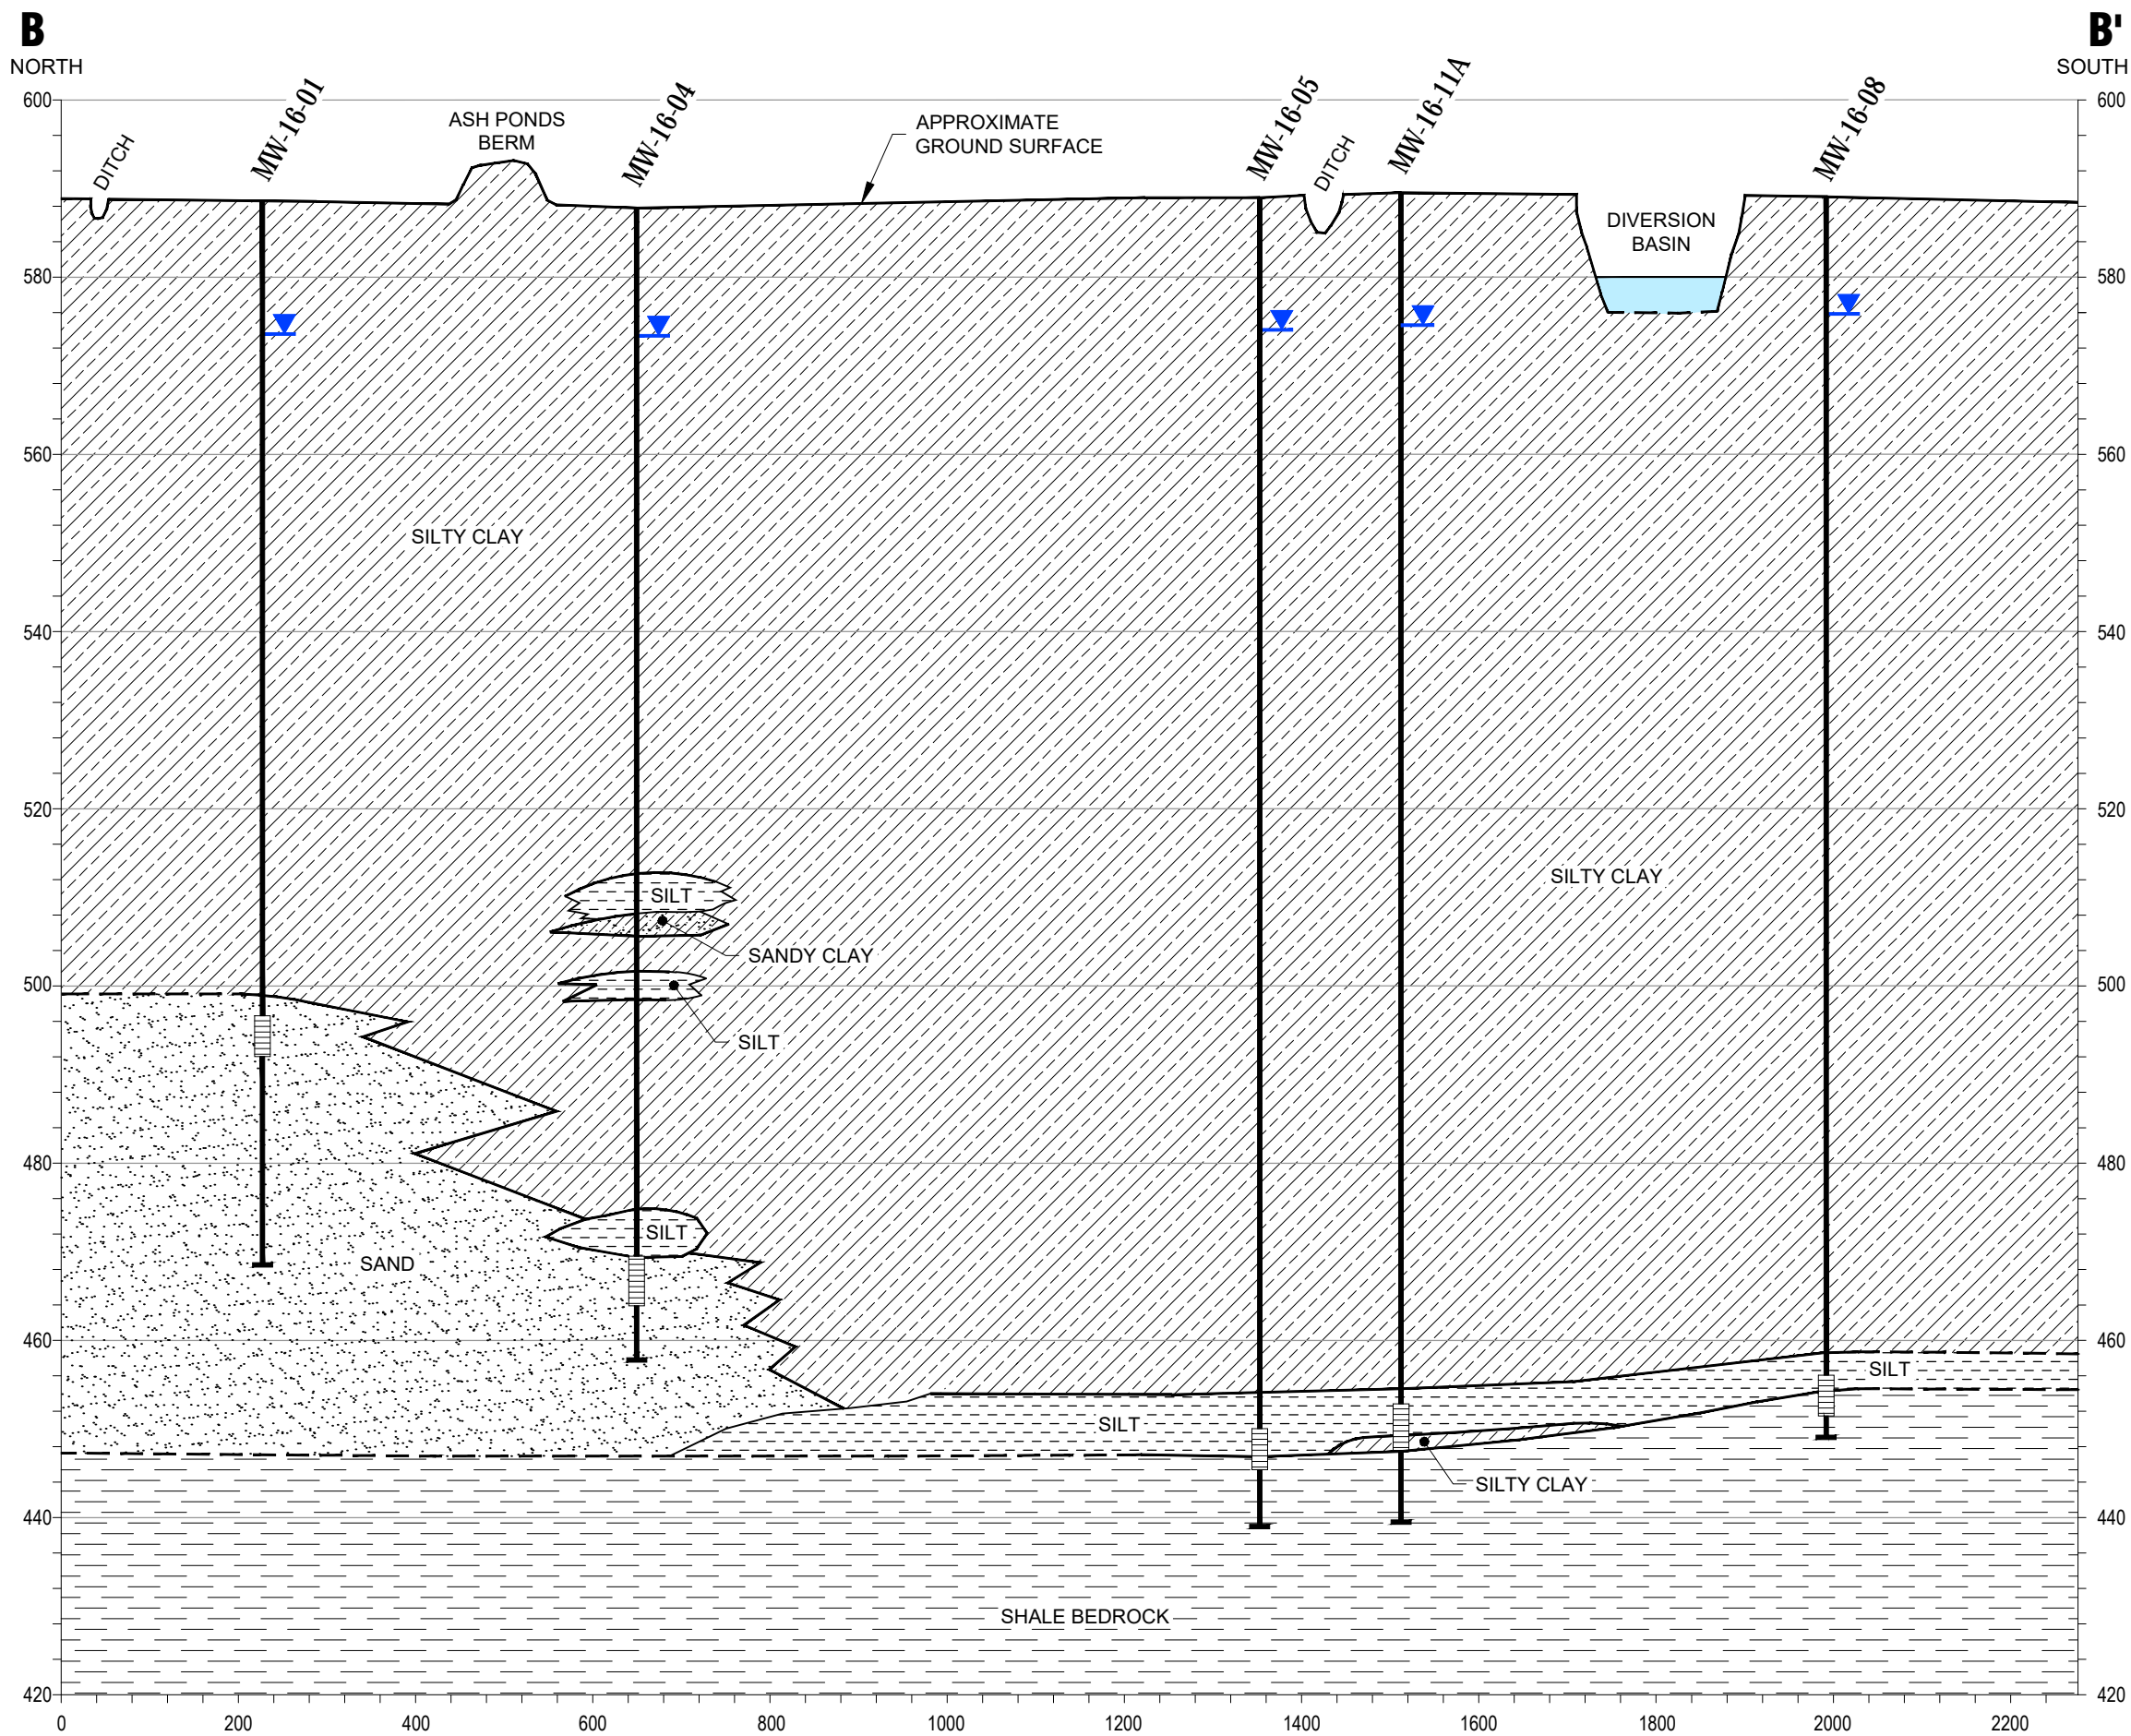 B
B'
NORTH
SOUTH
MW-16-01
MW-16-04
MW-16-05
MW-16-11A
MW-16-08
600
600
DITCH
ASH PONDS
BERM
APPROXIMATE
GROUND SURFACE
DITCH
DIVERSION
BASIN
580
580
560
560
SILTY CLAY
540
540
520
520
SILTY CLAY
SILT
SANDY CLAY
500
500
SILT
480
480
SILT
SAND
460
460
SILT
SILT
SILTY CLAY
440
440
SHALE BEDROCK
420
420
0 200 400 600 800 1000 1200 1400 1600 1800 2000 2200